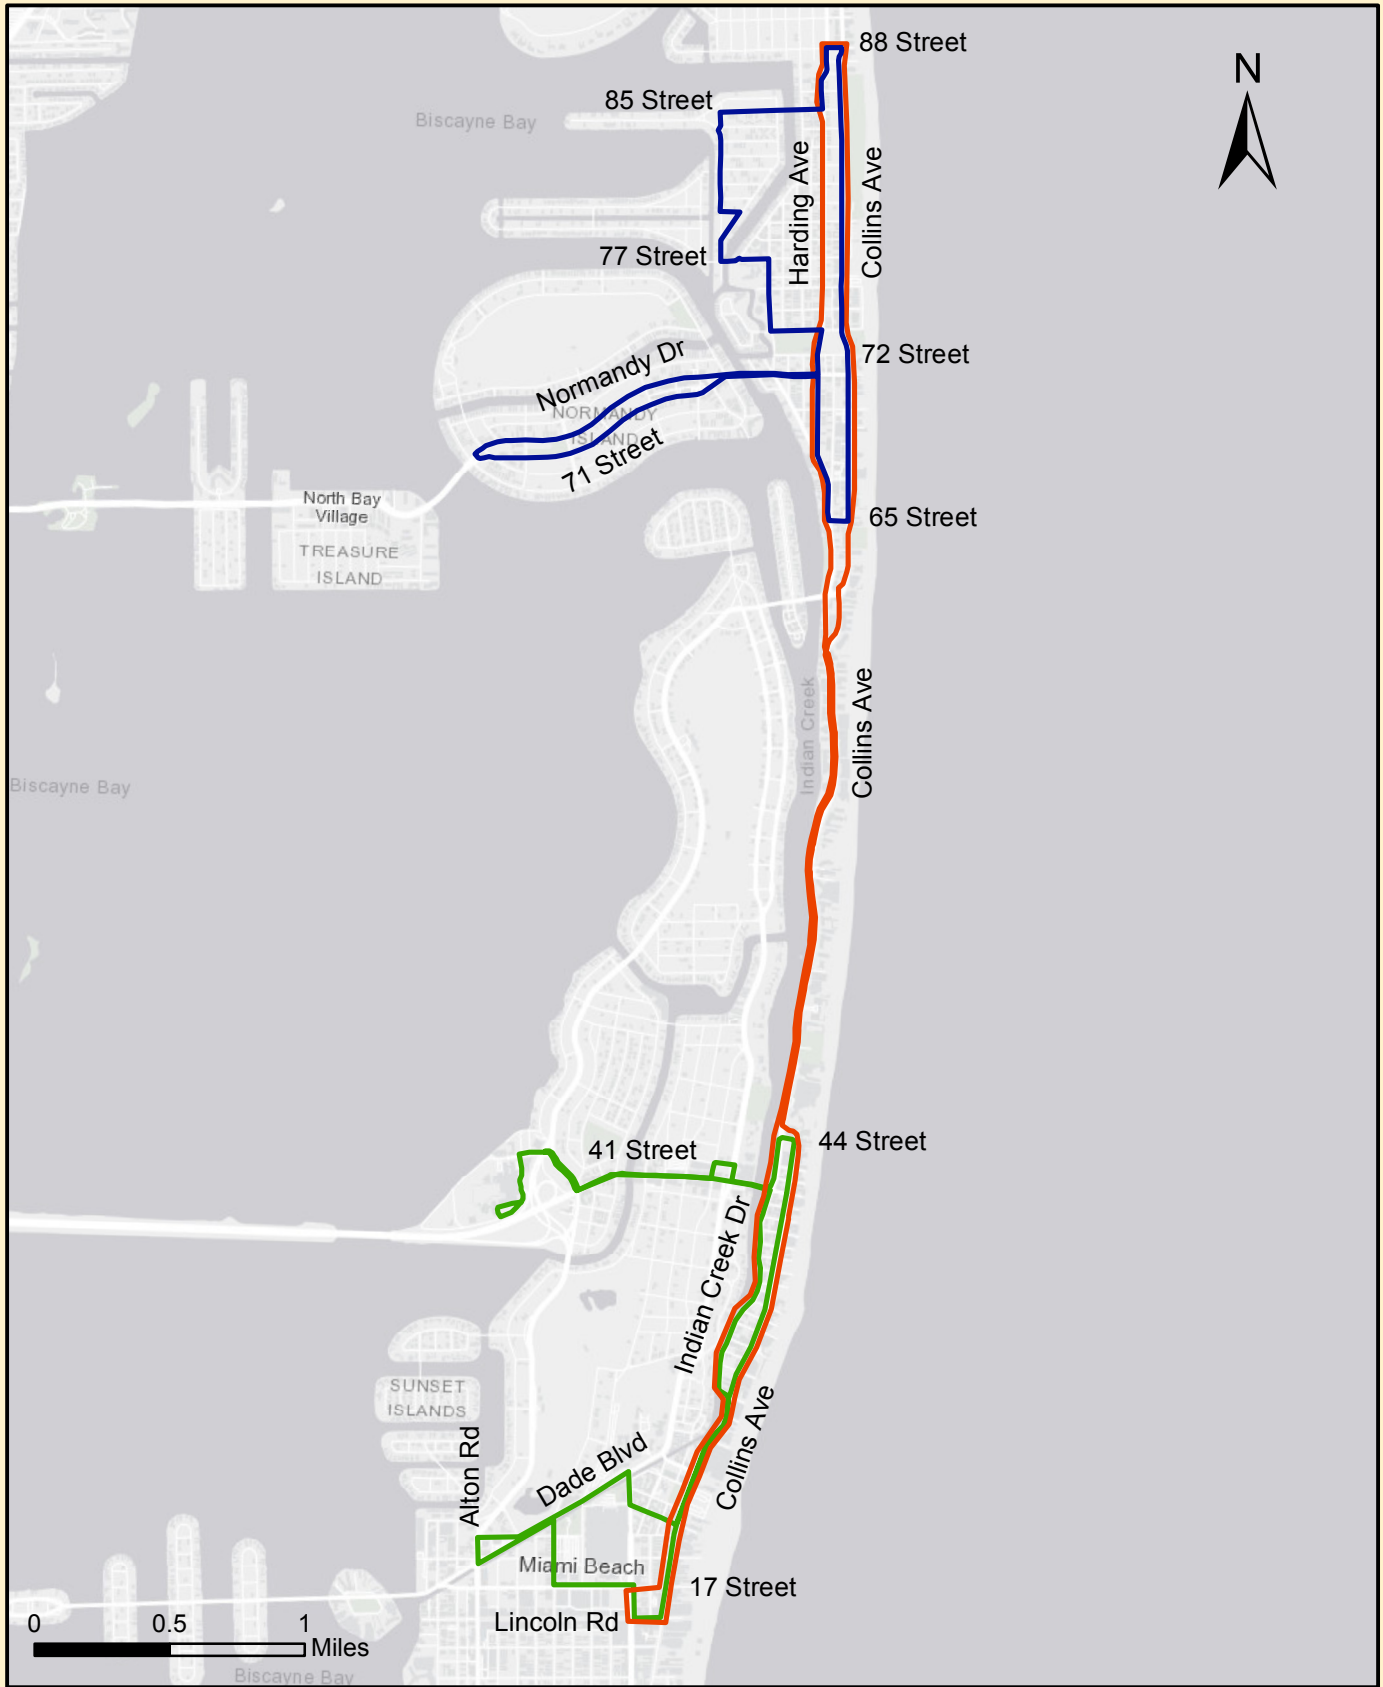 88 Street
N
85 Street
Biscayne Bay
Harding Ave
Collins Ave
77 Street
72 Street
Normandy Dr
NORMANDY
ISLAND
71 Street
North Bay
Village
65 Street
TREASURE
ISLAND
Indian Creek
Collins Ave
Biscayne Bay
44 Street
41 Street
Indian Creek Dr
SUNSET
ISLANDS
Collins Ave
Alton Rd
Dade Blvd
Miami Beach
17 Street
Lincoln Rd
0 0.5 1
Miles
Biscayne Bay